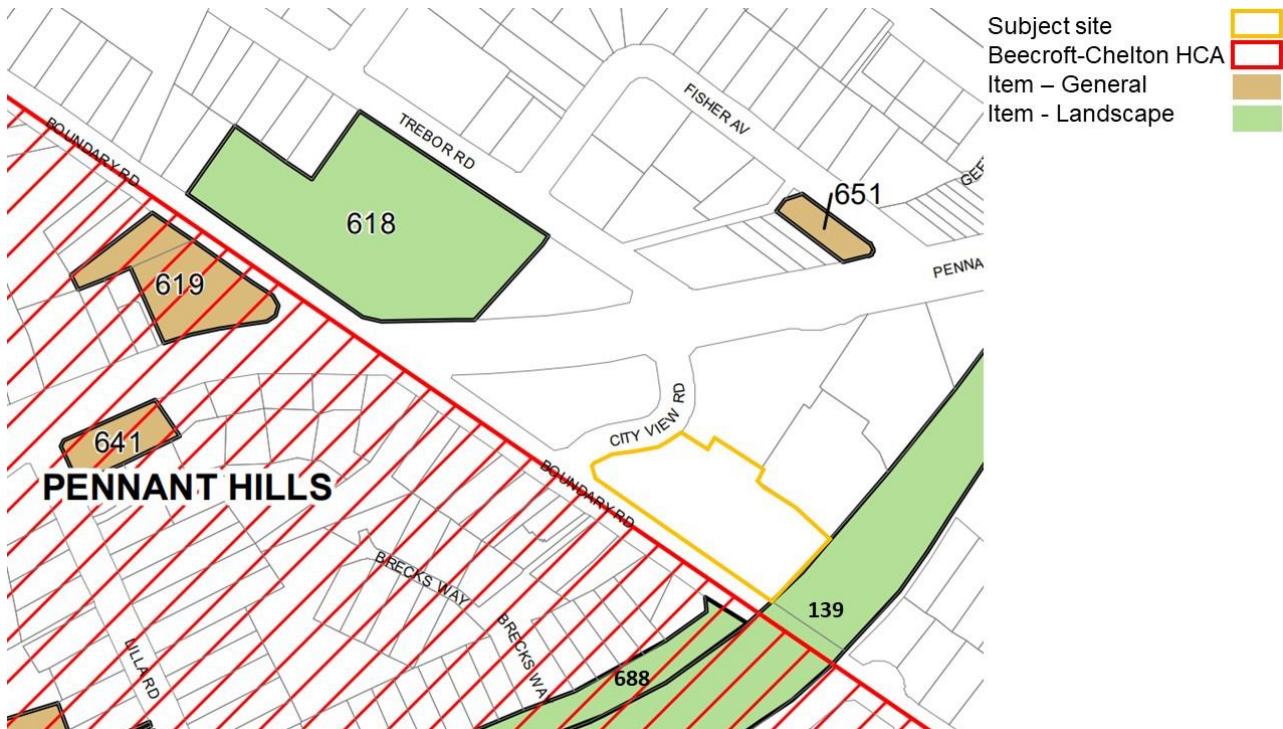 Subject site
Beecroft-Chelton HCA
Item – General
Item - Landscape
BOUNDARY RD
TREBOR RD
FISHER AV
651
618
619
PENNA
CITY VIEW RD
641
PENNANT HILLS
BOUNDARY RD
BRECKS WAY
BRECKS WAY
139
688
LILLA RD